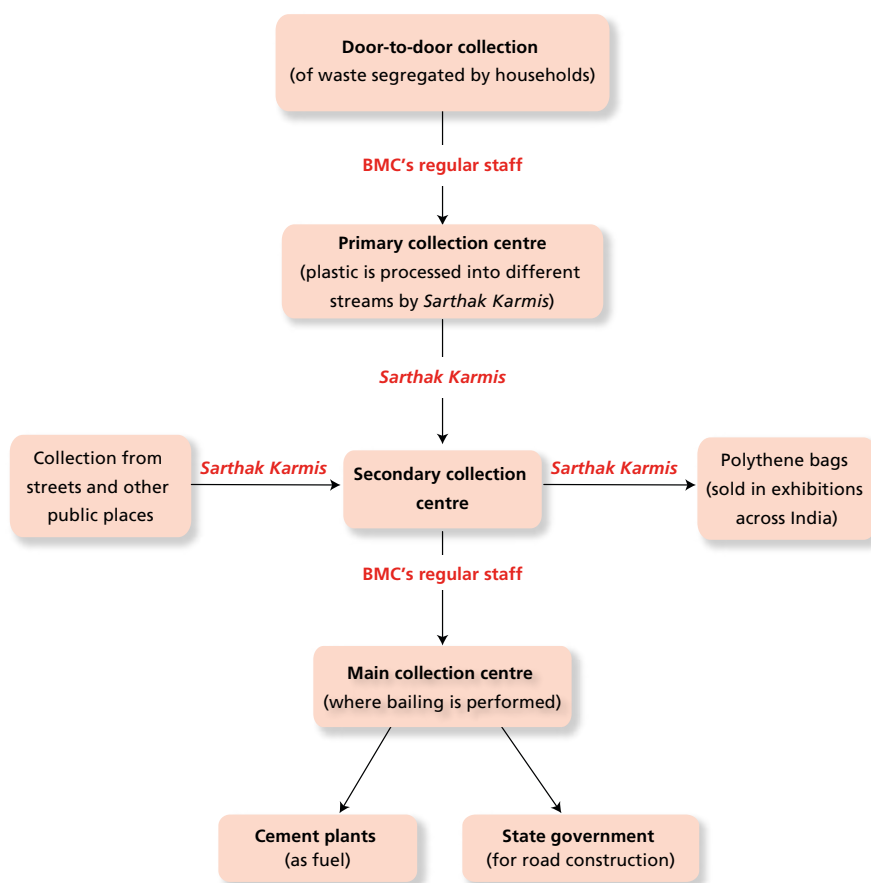 Door-to-door collection
(of waste segregated by households)
BMC's regular staff
Primary collection centre
(plastic is processed into different
streams by Sarthak Karmis)
Sarthak Karmis
Collection from
streets and other
public places
Sarthak Karmis
Secondary collection
centre
Sarthak Karmis
Polythene bags
(sold in exhibitions
across India)
BMC's regular staff
Main collection centre
(where bailing is performed)
Cement plants
(as fuel)
State government
(for road construction)